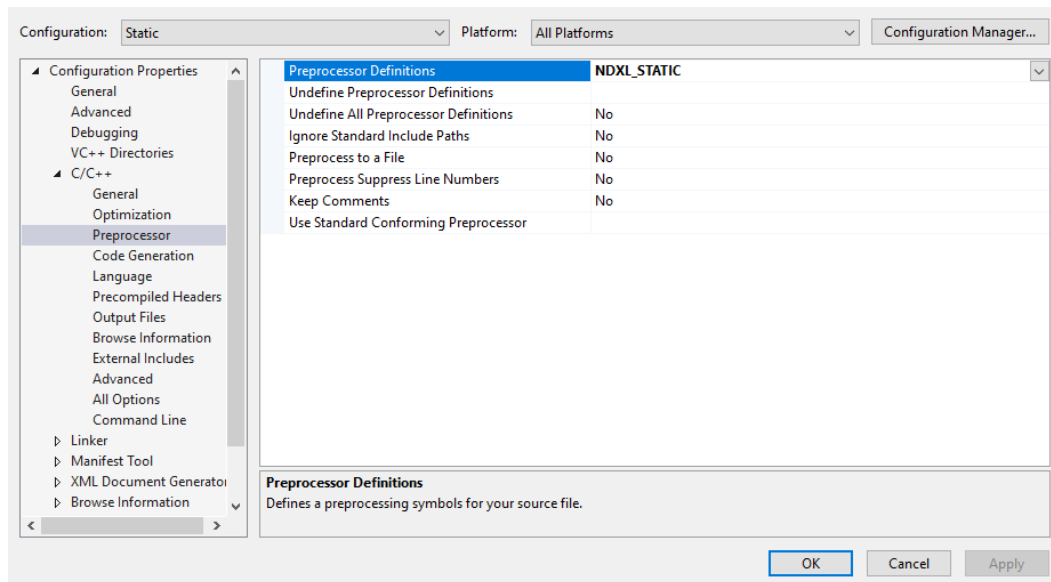 Configuration: Static Platform: All Platforms Configuration Manager...
Configuration Properties
General
Advanced
Debugging
VC++ Directories
C/C++
General
Optimization
Preprocessor
Code Generation
Language
Precompiled Headers
Output Files
Browse Information
External Includes
Advanced
All Options
Command Line
Linker
Manifest Tool
XML Document Generator
Browse Information
Preprocessor Definitions NDXL_STATIC
Undefine Preprocessor Definitions
Undefine All Preprocessor Definitions No
Ignore Standard Include Paths No
Preprocess to a File No
Preprocess Suppress Line Numbers No
Keep Comments No
Use Standard Conforming Preprocessor
Preprocessor Definitions
Defines a preprocessing symbols for your source file.
OK Cancel Apply